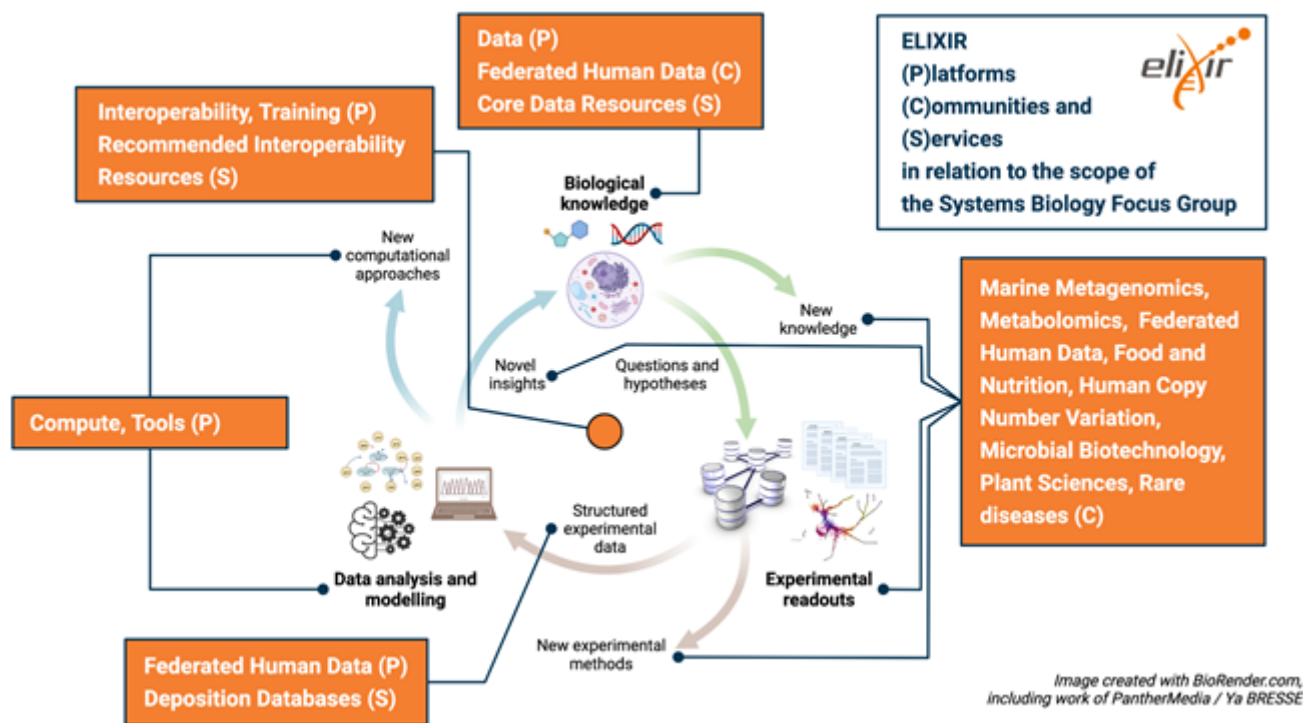 Data (P)
Federated Human Data (C)
Core Data Resources (S)
ELIXIR
(P)latforms
(C)ommunities and
(S)ervices
in relation to the scope of
the Systems Biology Focus Group
elixir
Interoperability, Training (P)
Recommended Interoperability
Resources (S)
Biological
knowledge
New
computational
approaches
New
knowledge
Marine Metagenomics,
Metabolomics, Federated
Human Data, Food and
Nutrition, Human Copy
Number Variation,
Microbial Biotechnology,
Plant Sciences, Rare
diseases (C)
Novel
insights
Questions and
hypotheses
Compute, Tools (P)
Structured
experimental
data
Data analysis and
modelling
Experimental
readouts
New experimental
methods
Federated Human Data (P)
Deposition Databases (S)
Image created with BioRender.com,
including work of PantherMedia / Ya BRESSE